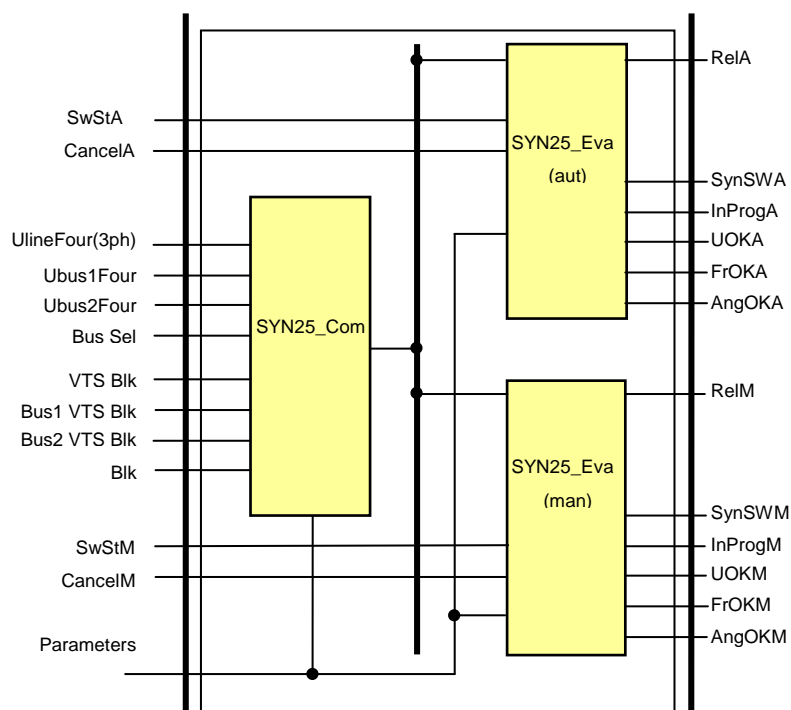 RelA
SwStA
CancelA
SYN25_Eva
(aut)
SynSWA
InProgA
UOKA
FrOKA
AngOKA
UlineFour(3ph)
Ubus1Four
Ubus2Four
Bus Sel
VTS Blk
Bus1 VTS Blk
Bus2 VTS Blk
Blk
SYN25_Com
RelM
SYN25_Eva
(man)
SynSWM
InProgM
UOKM
FrOKM
AngOKM
SwStM
CancelM
Parameters